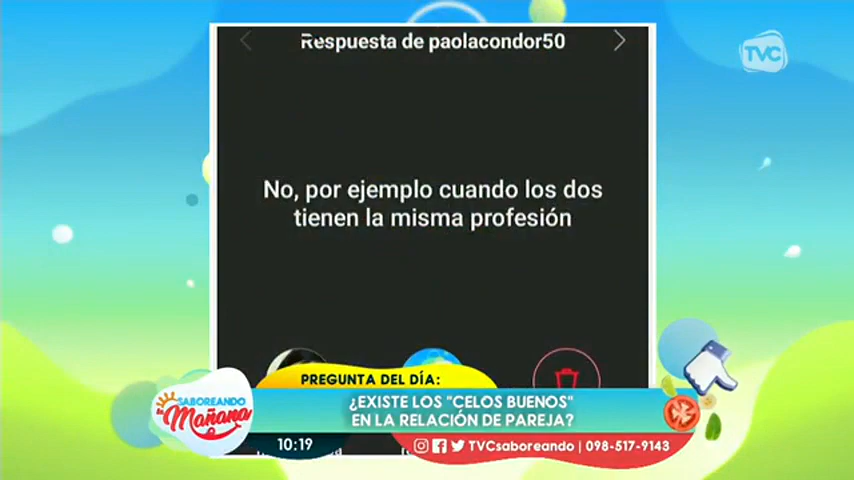 Respuesta de paolacondor50
TVC
No, por ejemplo cuando los dos
tienen la misma profesión
PREGUNTA DEL DÍA:
¿EXISTE LOS "CELOS BUENOS"
EN LA RELACIÓN DE PAREJA?
SABOREANDO
Mañana
10:19
TVCsaboreando | 098-517-9143